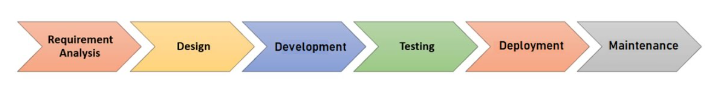 Requirement
Analysis
Design
Development
Testing
Deployment
Maintenance